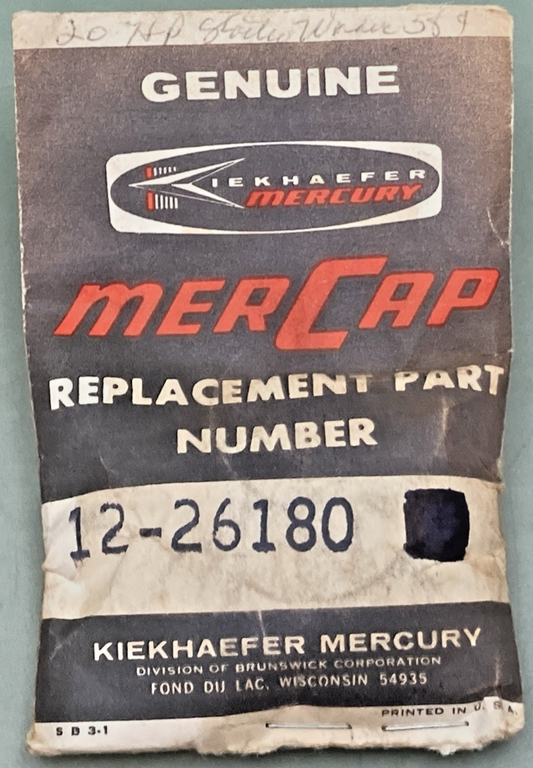 20 HP
GENUINE
KIEKHAEFER
MERCURY
MERCAP
REPLACEMENT PART
NUMBER
12-26180
KIEKHAEFER MERCURY
DIVISION OF BRUNSWICK CORPORATION
FOND DU LAC, WISCONSIN 54935
PRINTED IN U. S. A.
S D 3-1